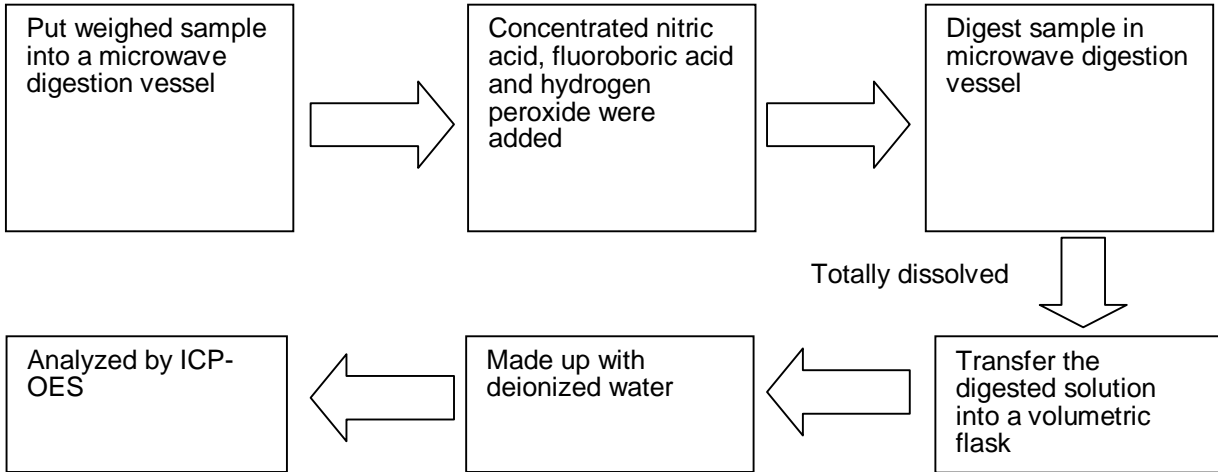 Put weighed sample
into a microwave
digestion vessel
Concentrated nitric
acid, fluoroboric acid
and hydrogen
peroxide were
added
Digest sample in
microwave digestion
vessel
Totally dissolved
Transfer the
digested solution
into a volumetric
flask
Made up with
deionized water
Analyzed by ICP-
OES